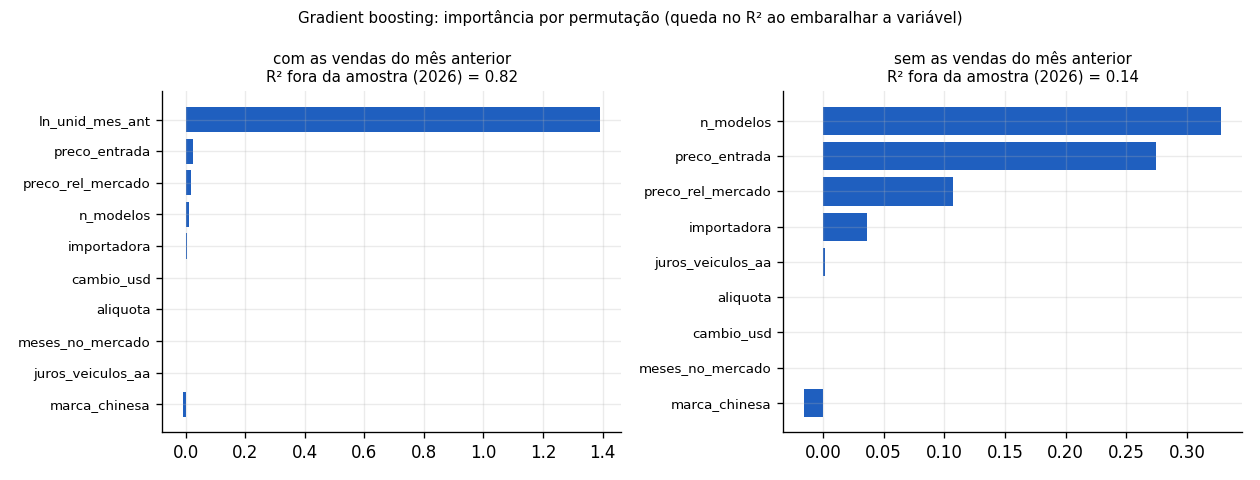 Gradient boosting: importância por permutação (queda no R² ao embaralhar a variável)
com as vendas do mês anterior
R² fora da amostra (2026) = 0.82
ln_unid_mes_ant
preco_entrada
preco_rel_mercado
n_modelos
importadora
cambio_usd
aliquota
meses_no_mercado
juros_veiculos_aa
marca_chinesa
0.0 0.2 0.4 0.6 0.8 1.0 1.2 1.4
sem as vendas do mês anterior
R² fora da amostra (2026) = 0.14
n_modelos
preco_entrada
preco_rel_mercado
importadora
juros_veiculos_aa
aliquota
cambio_usd
meses_no_mercado
marca_chinesa
0.00 0.05 0.10 0.15 0.20 0.25 0.30